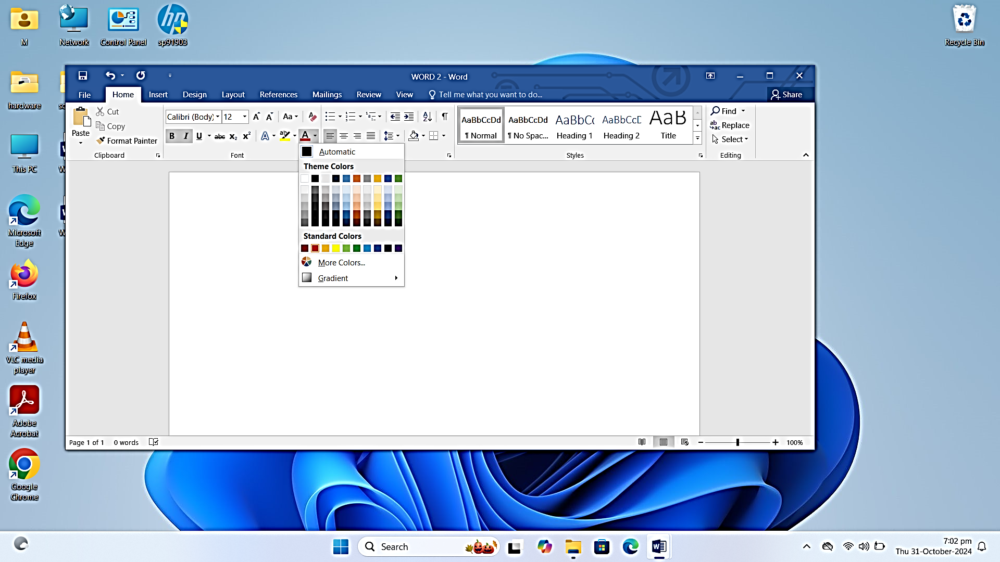 M
Network
Control Panel
sp91903
Recycle Bin
hardware
This PC
Microsoft
Edge
Firefox
VLC media
player
Adobe
Acrobat
Google
Chrome
WORD 2 - Word
File
Home
Insert
Design
Layout
References
Mailings
Review
View
Tell me what you want to do...
Share
Paste
Cut
Copy
Format Painter
Clipboard
Calibri (Body)
12
Aa
B I U abc X₂ X²
Font
AaBbCcDd
¶ Normal
AaBbCcDd
¶ No Spac...
AaBbCc
Heading 1
AaBbCcD
Heading 2
AaB
Title
Styles
Find
Replace
Select
Editing
Automatic
Theme Colors
Standard Colors
More Colors...
Gradient
Page 1 of 1
0 words
100%
Search
7:02 pm
Thu 31-October-2024